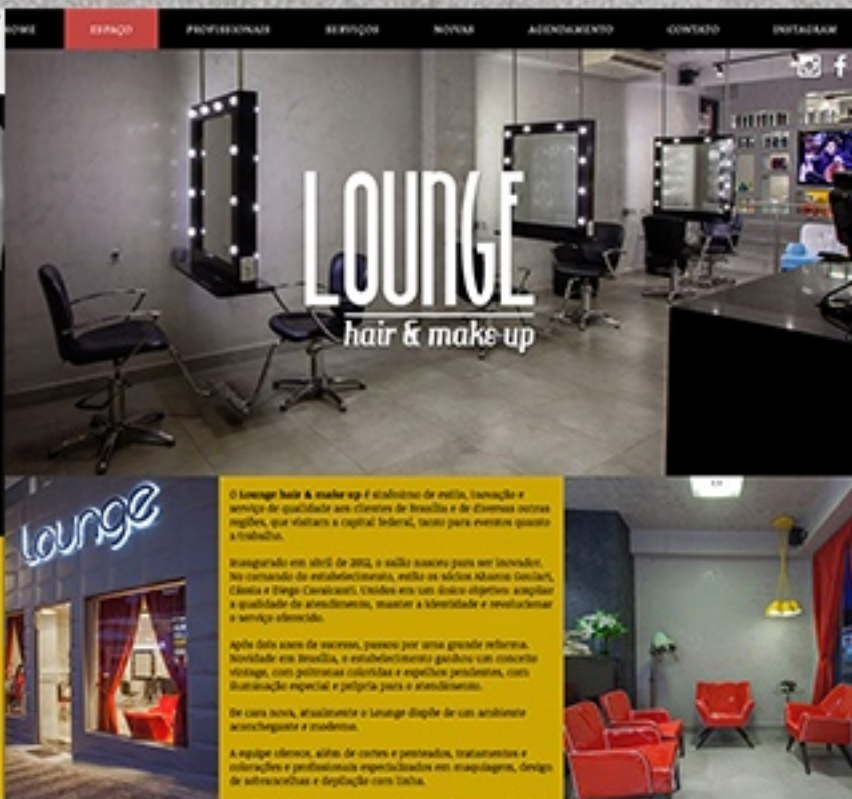 HOME ESPAÇO PROFISSIONAIS SERVIÇOS NOVAS AGENDAMENTO CONTATO INSTAGRAM
LOUNGE
hair & make up
Lounge
O Lounge hair & make up é sinônimo de estilo, inovação e
serviço de qualidade aos clientes de Brasília e de diversas outras
regiões, que visitam a capital federal, tanto para eventos quanto
a trabalho.
Inaugurado em abril de 2012, o salão nasceu para ser inovador.
No comando do estabelecimento, estão os sócios Goulart,
Cássia e Diego Cavalcanti. Unidos em um único objetivo: ampliar
a qualidade do atendimento, manter a identidade e revolucionar
o serviço oferecido.
Após dois anos de sucesso, passou por uma grande reforma.
Novidade em Brasília, o estabelecimento ganhou um conceito
vintage, com poltronas coloridas e espelhos pendentes, com
iluminação especial e própria para o atendimento.
De cara nova, atualmente o Lounge dispõe de um ambiente
aconchegante e moderno.
A equipe oferece, além de cortes e penteados, tratamentos e
colorações e profissionais especializados em maquiagem, design
de sobrancelhas e depilação com linha.